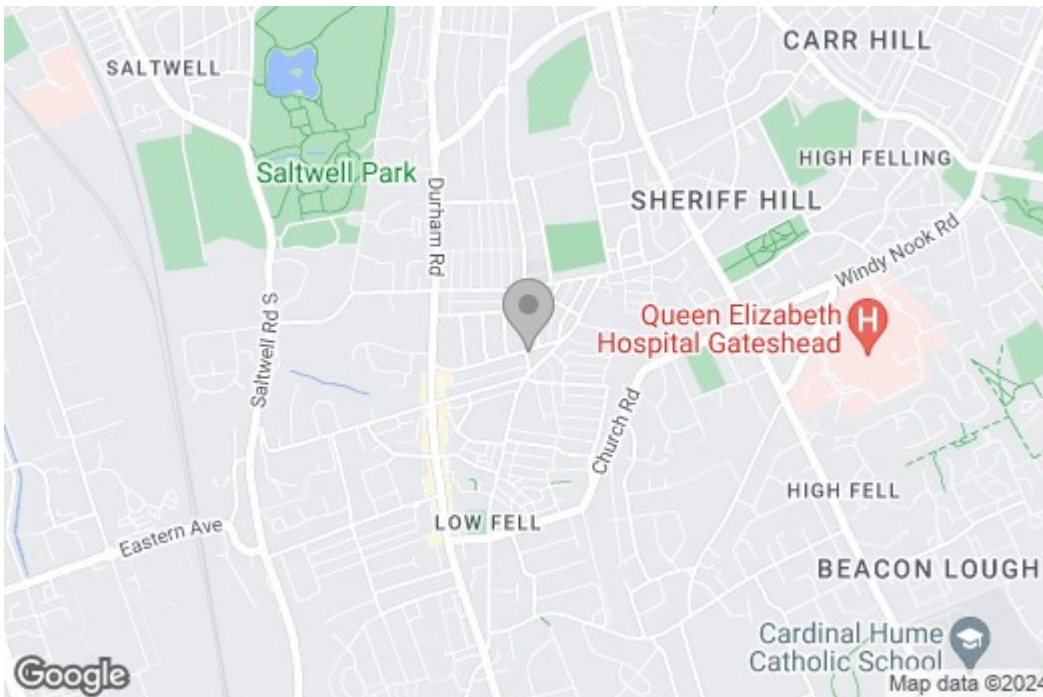 CARR HILL
SALTWELL
HIGH FELLING
Saltwell Park
Durham Rd
SHERIFF HILL
Windy Nook Rd
Queen Elizabeth
Hospital Gateshead
H
Saltwell Rd S
Church Rd
HIGH FELL
LOW FELL
Eastern Ave
BEACON LOUGH
Cardinal Hume
Catholic School
Google
Map data ©2024